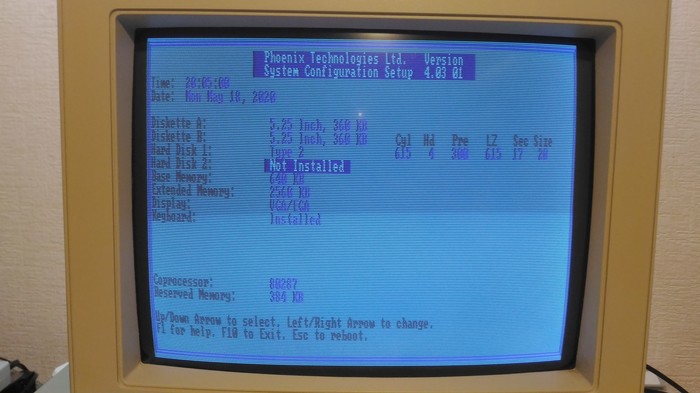 Phoenix Technologies Ltd. Version
System Configuration Setup 4.03 01
Time: 20:05:08
Date: Mon May 18, 2020
Diskette A: 5.25 Inch, 360 KB
Diskette B: 5.25 Inch, 360 KB Cyl Hd Pre LZ Sec Size
Hard Disk 1: Type 2 615 4 300 615 17 20
Hard Disk 2: Not Installed
Base Memory: 640 KB
Extended Memory: 2560 KB
Display: VGA/EGA
Keyboard: Installed
Coprocessor: 80287
Reserved Memory: 384 KB
Up/Down Arrow to select. Left/Right Arrow to change.
F1 for help. F10 to Exit. Esc to reboot.